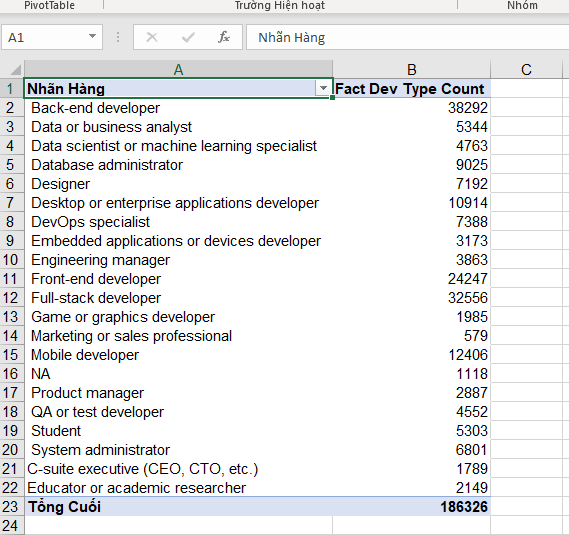 PivotTable Trường Hiện hoạt Nhóm
A1 fx Nhãn Hàng
A B C
1 Nhãn Hàng Fact Dev Type Count
2 Back-end developer 38292
3 Data or business analyst 5344
4 Data scientist or machine learning specialist 4763
5 Database administrator 9025
6 Designer 7192
7 Desktop or enterprise applications developer 10914
8 DevOps specialist 7388
9 Embedded applications or devices developer 3173
10 Engineering manager 3863
11 Front-end developer 24247
12 Full-stack developer 32556
13 Game or graphics developer 1985
14 Marketing or sales professional 579
15 Mobile developer 12406
16 NA 1118
17 Product manager 2887
18 QA or test developer 4552
19 Student 5303
20 System administrator 6801
21 C-suite executive (CEO, CTO, etc.) 1789
22 Educator or academic researcher 2149
23 Tổng Cuối 186326
24